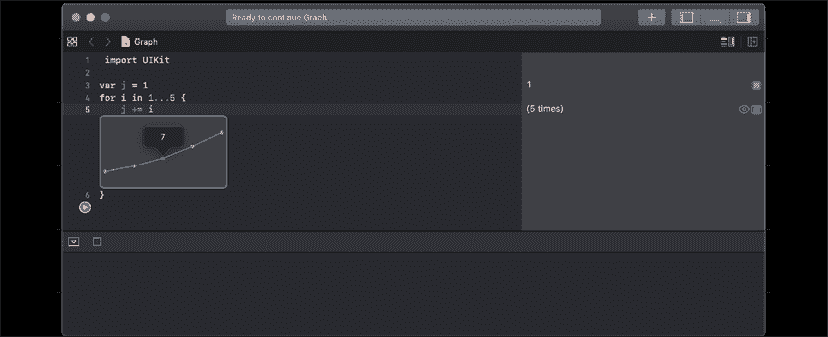 Ready to continue Graph
Graph
1 import UIKit
2
3 var j = 1
1
4 for i in 1...5 {
5 j += i
(5 times)
7
6 }